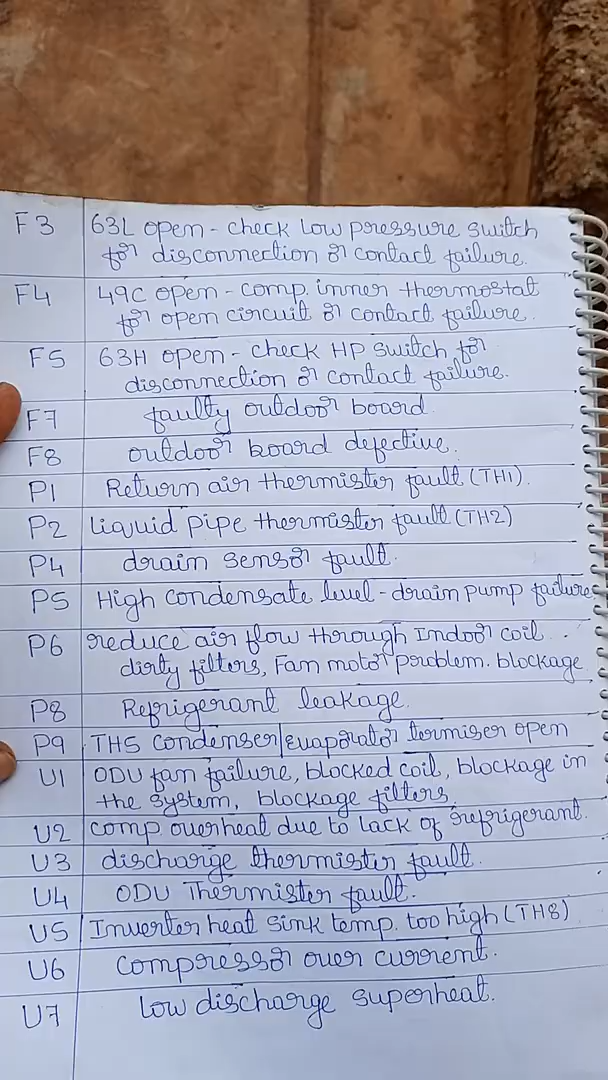 F3 63L open - check low pressure switch
for disconnection or contact failure.
F4 49C open - comp. inner thermostat
for open circuit or contact failure.
F5 63H open - check HP switch for
disconnection or contact failure.
F7 faulty outdoor board.
F8 outdoor board defective.
P1 Return air thermister fault (TH1).
P2 Liquid pipe thermister fault (TH2)
P4 drain sensor fault.
P5 High condensate level - drain pump failure
P6 reduce air flow through Indoor coil.
dirty filters, Fan motor problem. blockage
P8 Refrigerant leakage.
P9 TH5 condenser/evaporator termiser open
U1 ODU fan failure, blocked coil, blockage in
the system, blockage filters,
U2 comp overheat due to lack of refrigerant.
U3 discharge thermister fault.
U4 ODU Thermister fault.
U5 Inverter heat sink temp. too high (TH8)
U6 compressor over current.
U7 low discharge superheat.